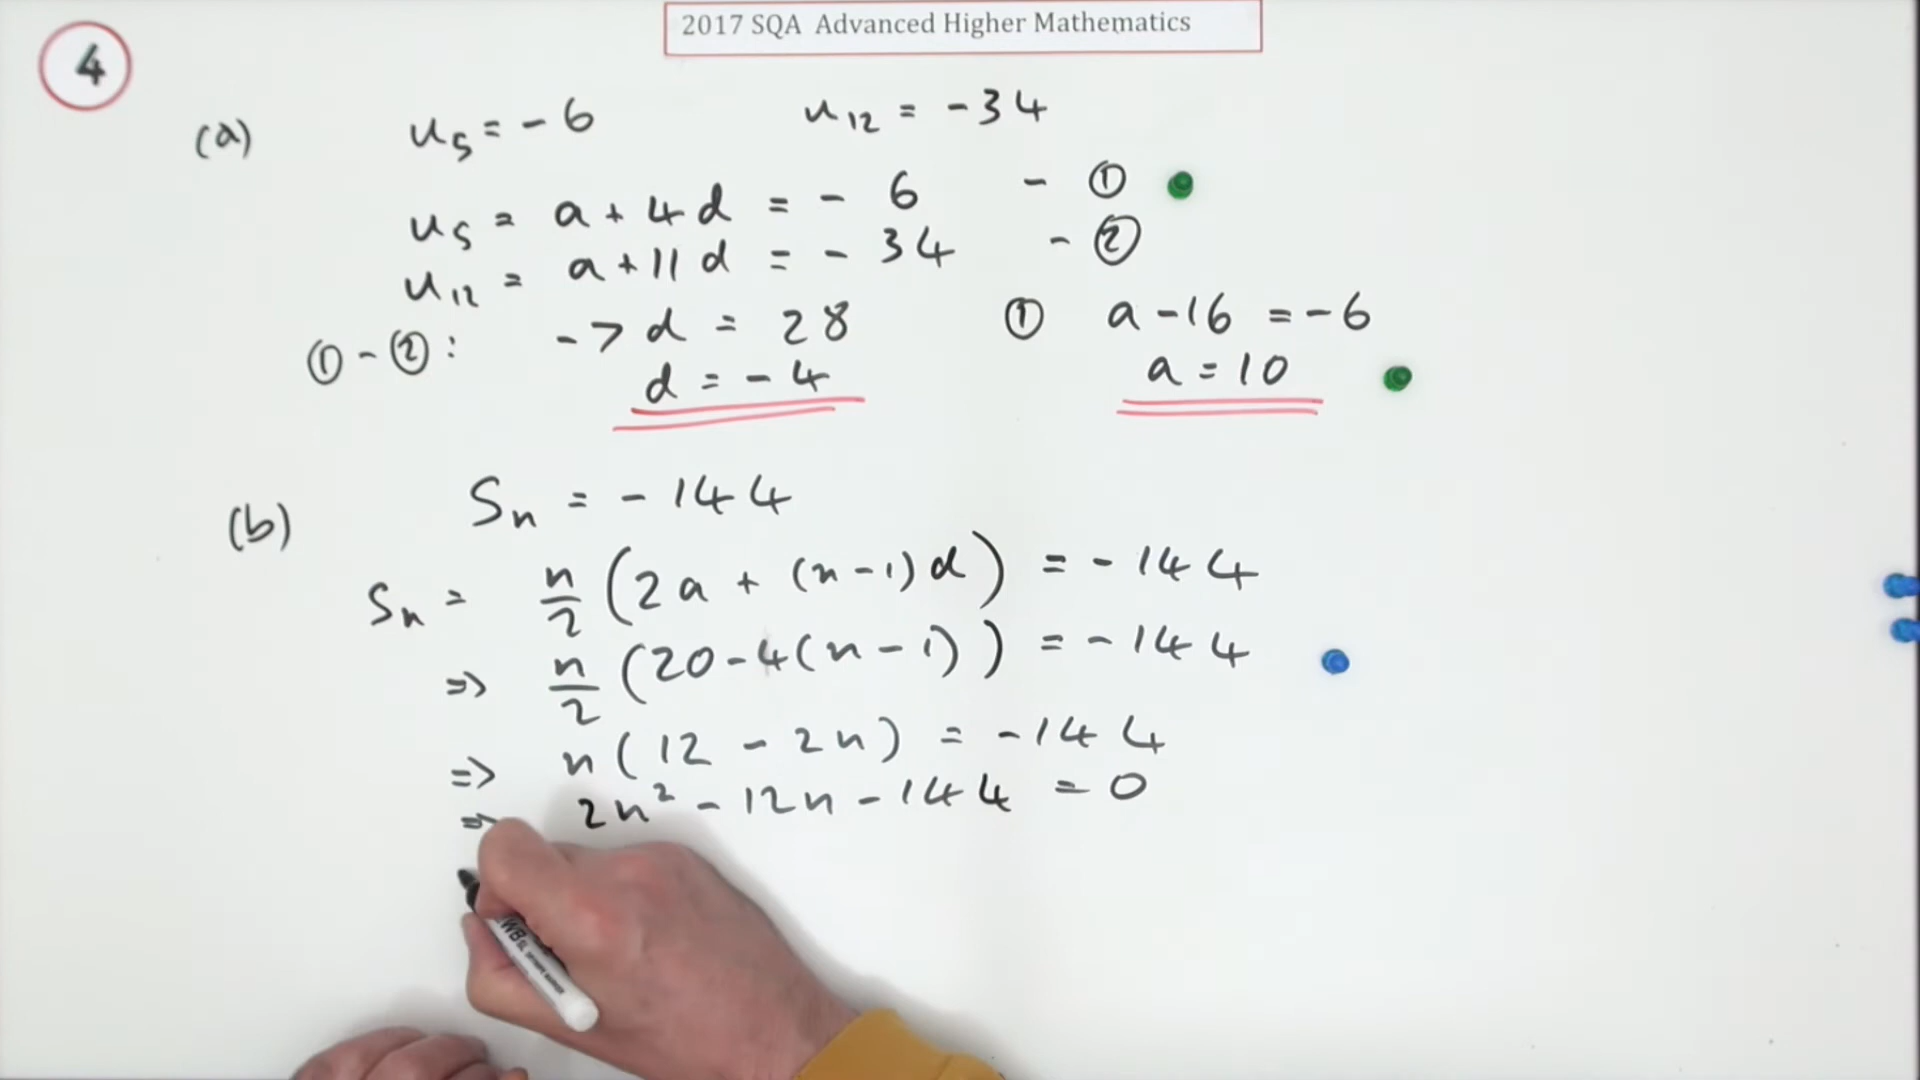 2017 SQA Advanced Higher Mathematics
4
(a) u₅ = - 6 u₁₂ = - 34
u₅ = a + 4d = - 6 - ①
u₁₂ = a + 11d = - 34 - ②
① - ② : - 7d = 28 ① a - 16 = - 6
d = - 4 a = 10
(b) Sₙ = - 144
Sₙ = n/2 (2a + (n - 1)d) = - 144
=> n/2 (20 - 4(n - 1)) = - 144
=> n(12 - 2n) = - 144
=> 2n² - 12n - 144 = 0
WB